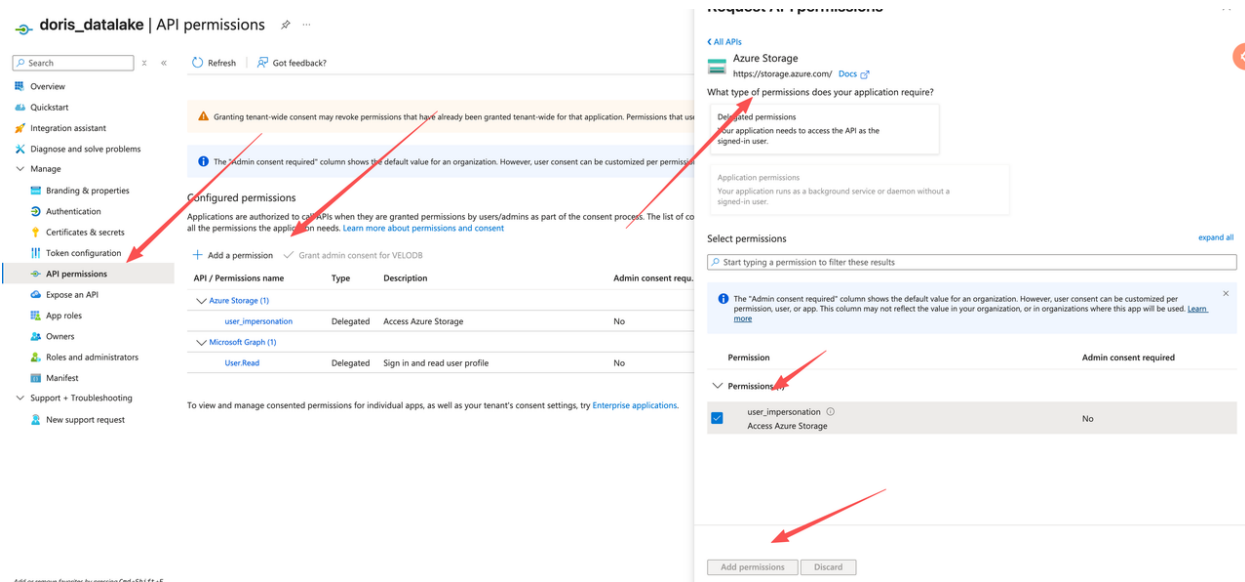 doris_datalake | API permissions
Search
Overview
Quickstart
Integration assistant
Diagnose and solve problems
Manage
Branding & properties
Authentication
Certificates & secrets
Token configuration
API permissions
Expose an API
App roles
Owners
Roles and administrators
Manifest
Support + Troubleshooting
New support request
Add or remove favorites by pressing Cmd+Shift+F
Refresh
Got feedback?
Granting tenant-wide consent may revoke permissions that have already been granted tenant-wide for that application. Permissions that use
The "Admin consent required" column shows the default value for an organization. However, user consent can be customized per permissi
Configured permissions
Applications are authorized to call APIs when they are granted permissions by users/admins as part of the consent process. The list of co
all the permissions the application needs. Learn more about permissions and consent
Add a permission
Grant admin consent for VELODB
API / Permissions name Type Description Admin consent requ.
Azure Storage (1)
user_impersonation Delegated Access Azure Storage No
Microsoft Graph (1)
User.Read Delegated Sign in and read user profile No
To view and manage consented permissions for individual apps, as well as your tenant's consent settings, try Enterprise applications.
Request API permissions
All APIs
Azure Storage
https://storage.azure.com/ Docs
What type of permissions does your application require?
Delegated permissions
Your application needs to access the API as the
signed-in user.
Application permissions
Your application runs as a background service or daemon without a
signed-in user.
Select permissions
expand all
Start typing a permission to filter these results
The "Admin consent required" column shows the default value for an organization. However, user consent can be customized per
permission, user, or app. This column may not reflect the value in your organization, or in organizations where this app will be used. Learn
more
Permission Admin consent required
Permissions
user_impersonation
Access Azure Storage
No
Add permissions
Discard